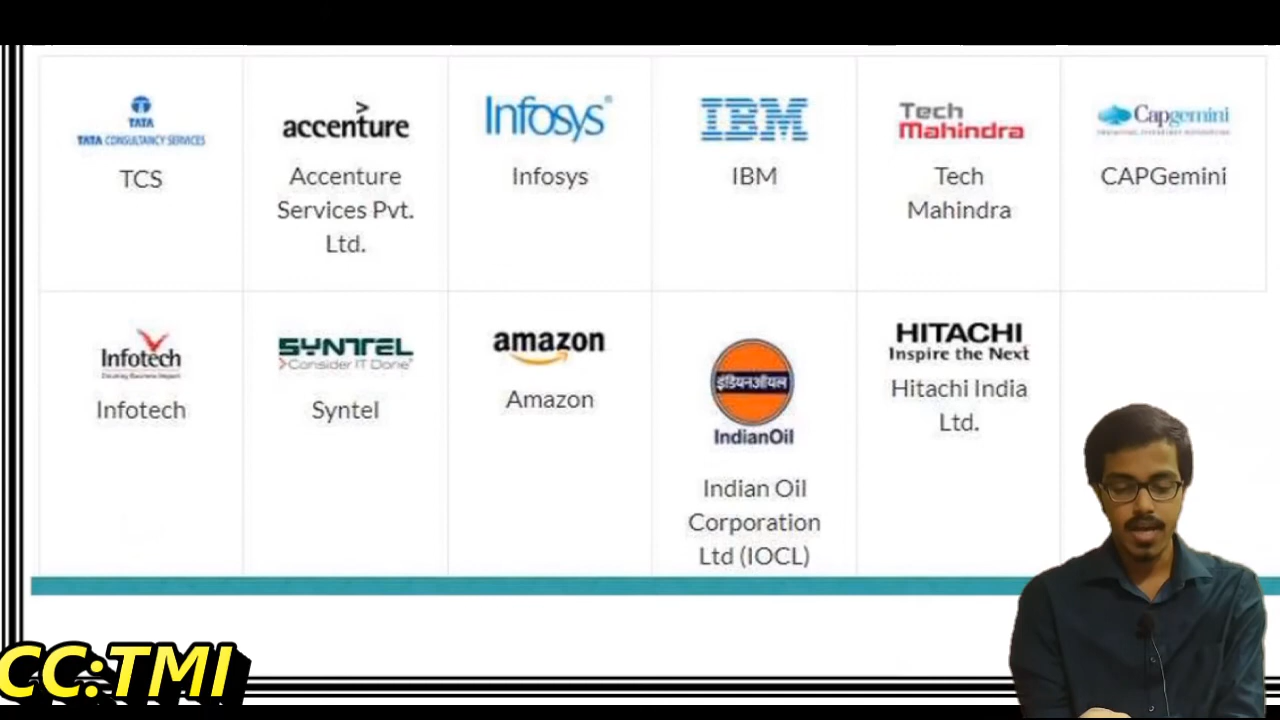 TATA
TATA CONSULTANCY SERVICES
TCS
>
accenture
Accenture
Services Pvt.
Ltd.
Infosys®
Infosys
IBM
IBM
Tech
Mahindra
Tech
Mahindra
Capgemini
CAPGemini
Infotech
Infotech
SYNTEL
>Consider IT Done
Syntel
amazon
Amazon
इंडियनऑयल
IndianOil
Indian Oil
Corporation
Ltd (IOCL)
HITACHI
Inspire the Next
Hitachi India
Ltd.
CC:TMI